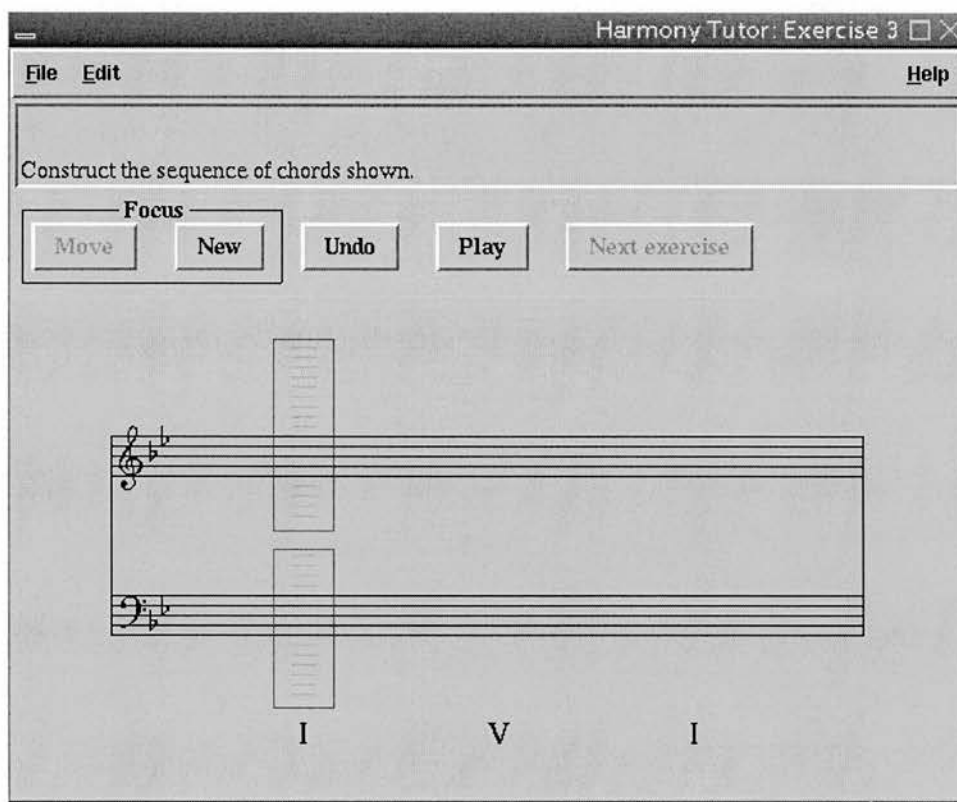 Harmony Tutor: Exercise 3
File Edit Help
Construct the sequence of chords shown.
Focus
Move New Undo Play Next exercise
I V I